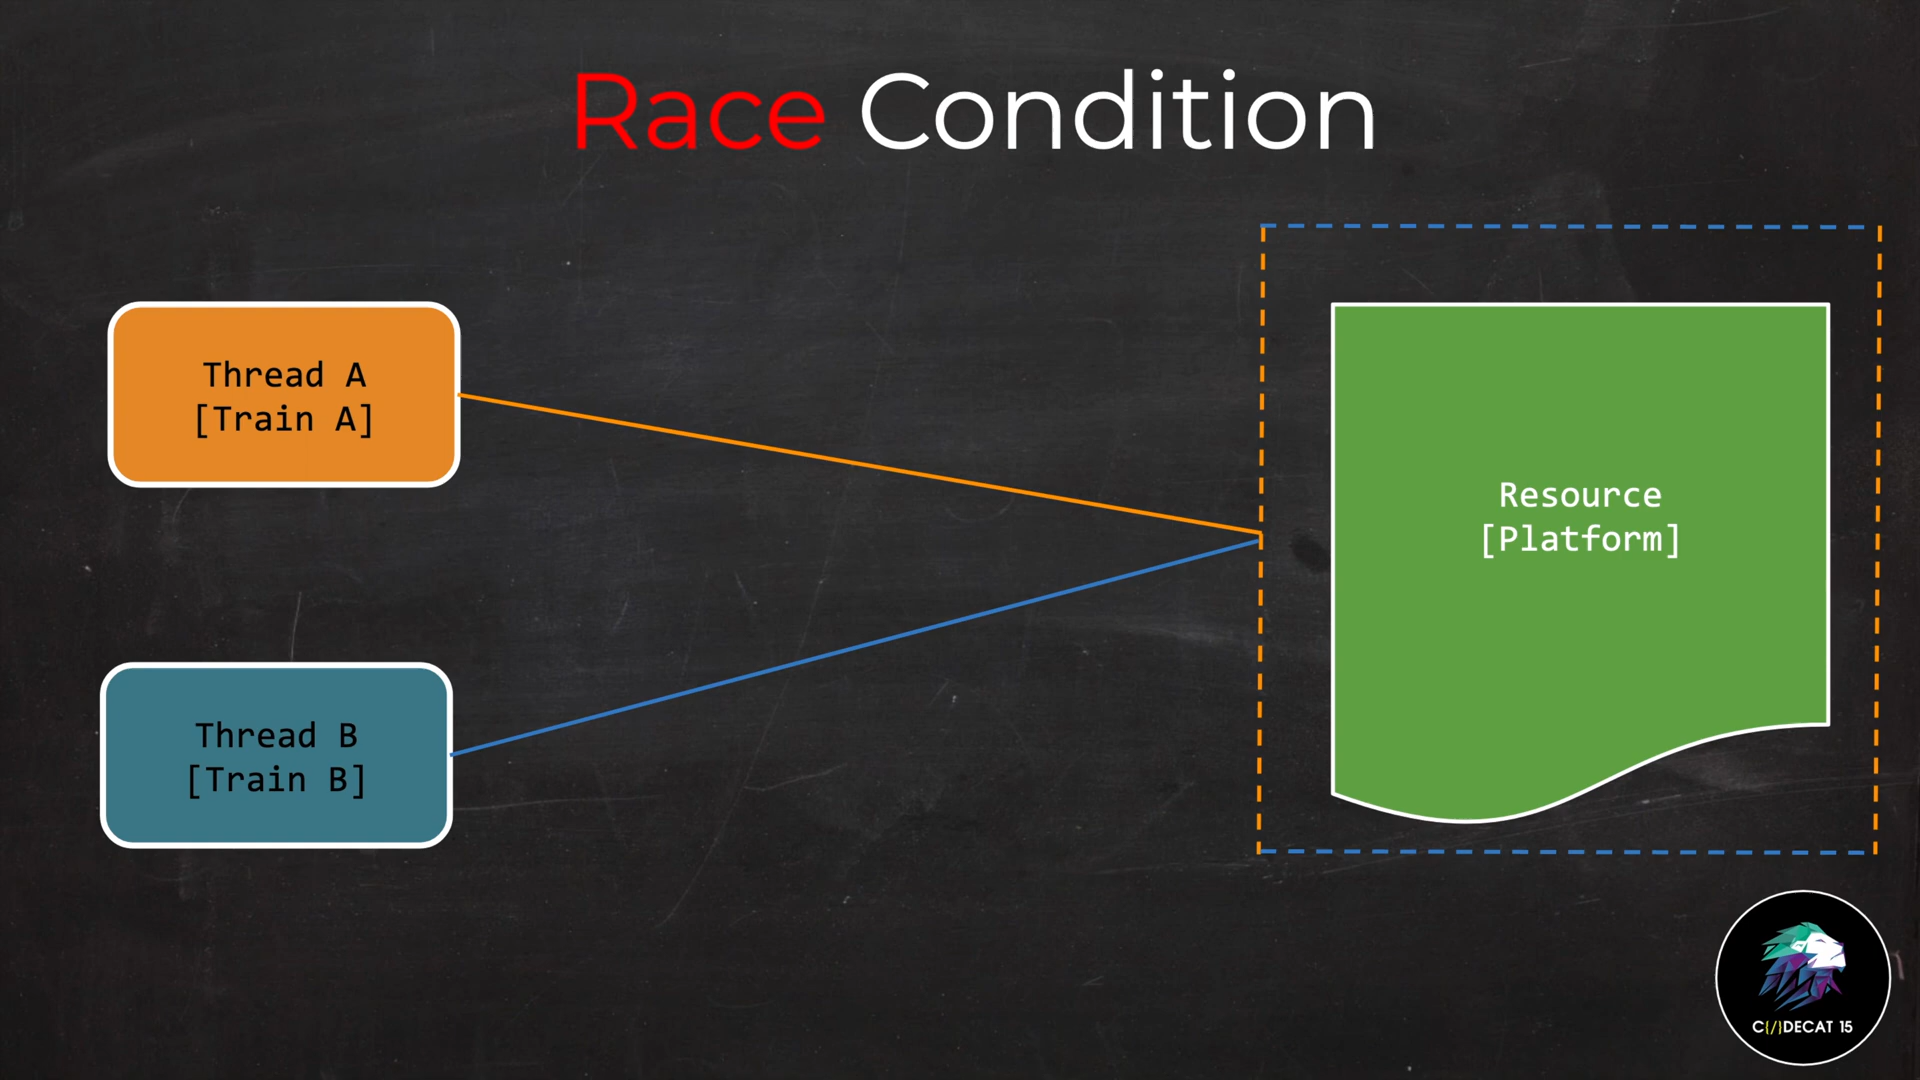 Race Condition
Thread A
[Train A]
Resource
[Platform]
Thread B
[Train B]
C{/}DECAT 15